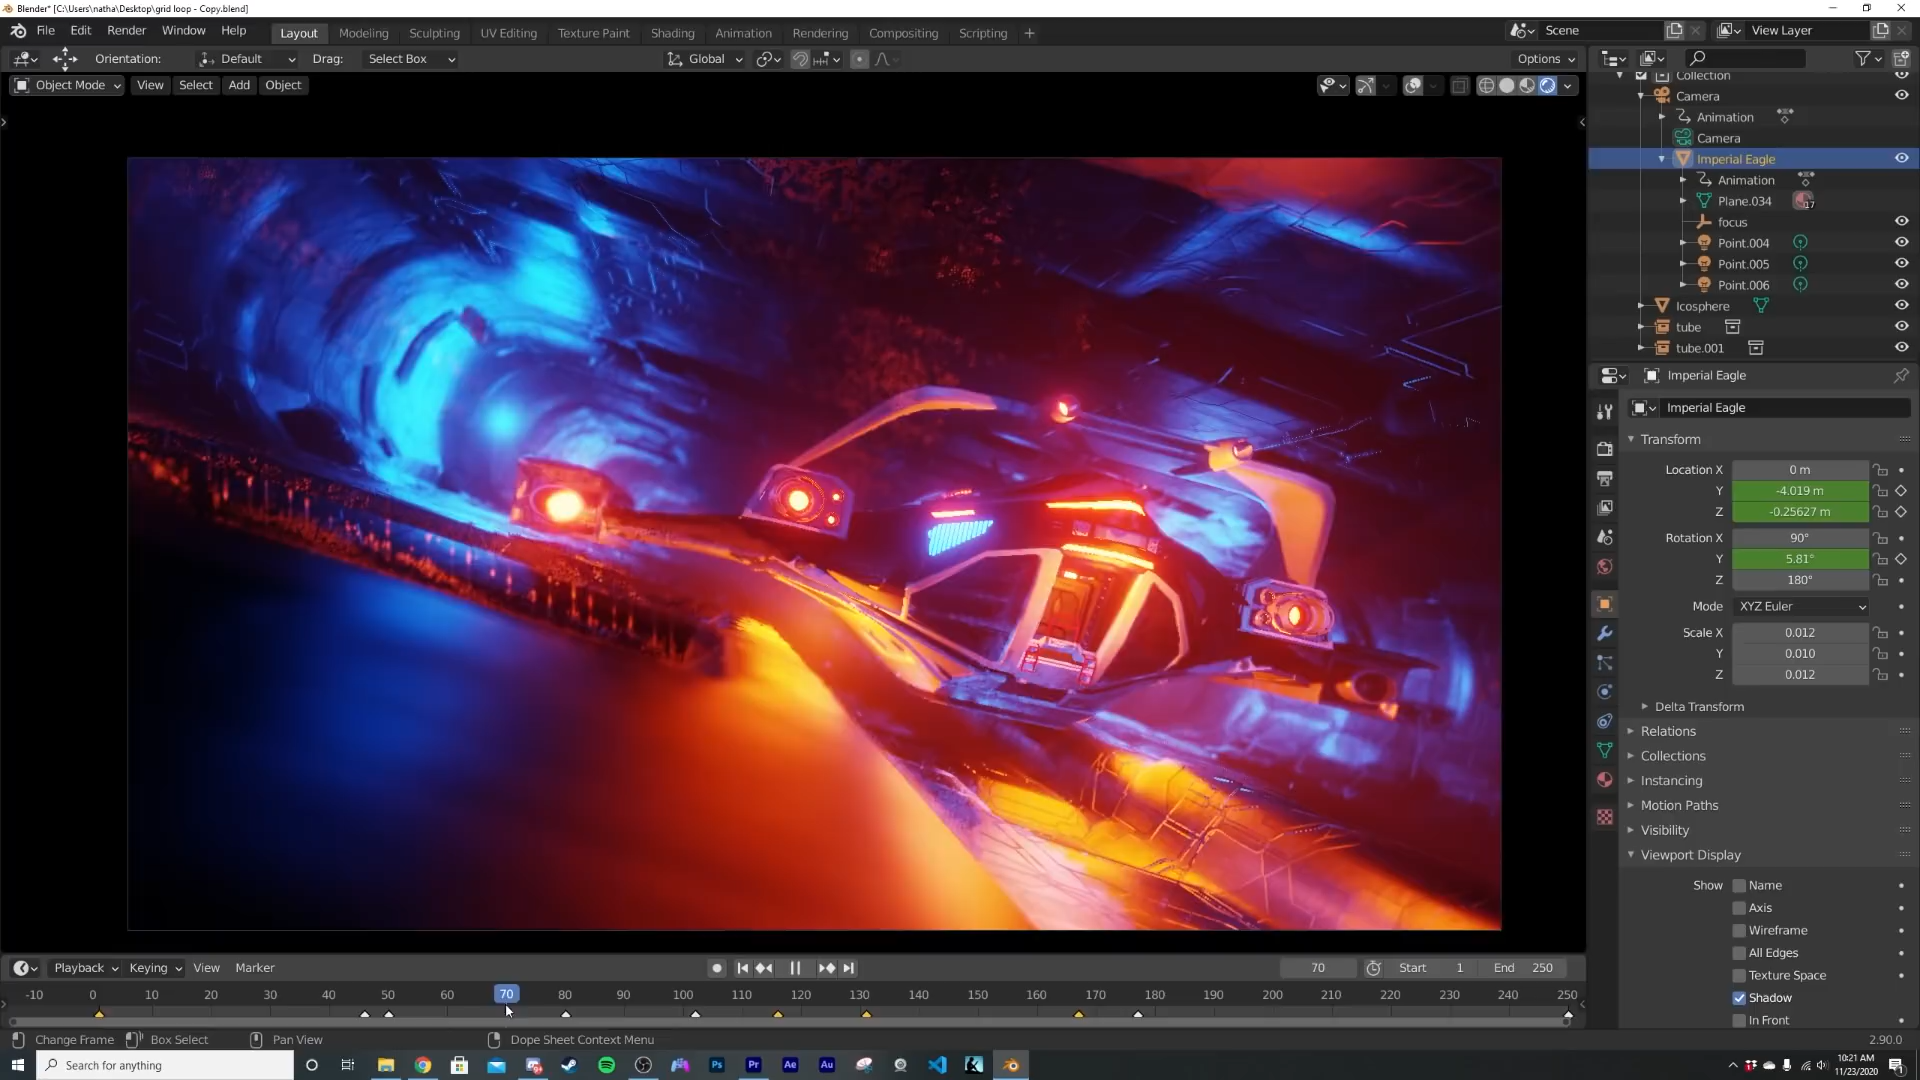 Blender* [C:\Users\natha\Desktop\grid loop - Copy.blend]
File Edit Render Window Help Layout Modeling Sculpting UV Editing Texture Paint Shading Animation Rendering Compositing Scripting + Scene View Layer
Orientation: Default Drag: Select Box Global Options
Object Mode View Select Add Object
Collection
Camera
Animation
Camera
Imperial Eagle
Animation
Plane.034 17
focus
Point.004
Point.005
Point.006
Icosphere
tube
tube.001
Imperial Eagle
Imperial Eagle
Transform
Location X 0 m
Y -4.019 m
Z -0.25627 m
Rotation X 90°
Y 5.81°
Z 180°
Mode XYZ Euler
Scale X 0.012
Y 0.010
Z 0.012
Delta Transform
Relations
Collections
Instancing
Motion Paths
Visibility
Viewport Display
Show Name
Axis
Wireframe
All Edges
Texture Space
Shadow
In Front
Playback Keying View Marker 70 Start 1 End 250
-10 0 10 20 30 40 50 60 70 80 90 100 110 120 130 140 150 160 170 180 190 200 210 220 230 240 250
Change Frame Box Select Pan View Dope Sheet Context Menu 2.90.0
Search for anything Ps Pr Ae Au 10:21 AM
11/23/2020